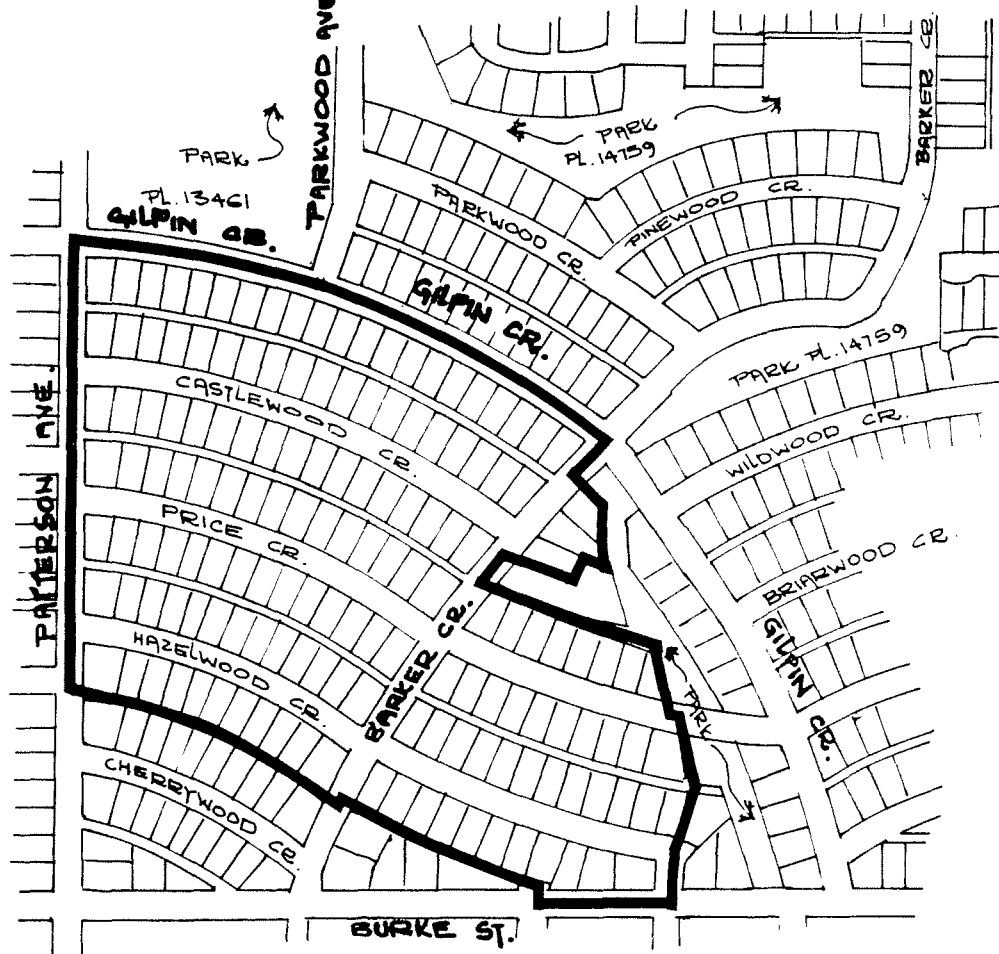 PARKWOOD AVE
BARKER CR.
PARK
PL. 14759
PARK
PL. 13461
GILPIN CR.
PARKWOOD CR.
PINEWOOD CR.
GILPIN CR.
PARK PL. 14759
PATTERSON AVE.
CASTLEWOOD CR.
WILDWOOD CR.
PRICE CR.
BRIARWOOD CR.
GILPIN CR.
HAZELWOOD CR.
BARKER CR.
PARK
CHERRYWOOD CR.
BURKE ST.